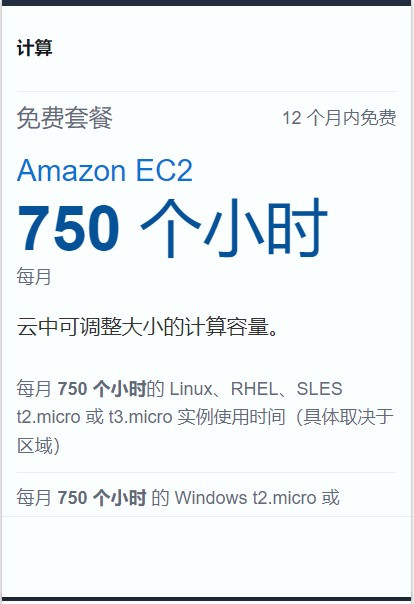 计算
免费套餐
12 个月内免费
Amazon EC2
750 个小时
每月
云中可调整大小的计算容量。
每月 750 个小时的 Linux、RHEL、SLES
t2.micro 或 t3.micro 实例使用时间（具体取决于
区域）
每月 750 个小时 的 Windows t2.micro 或